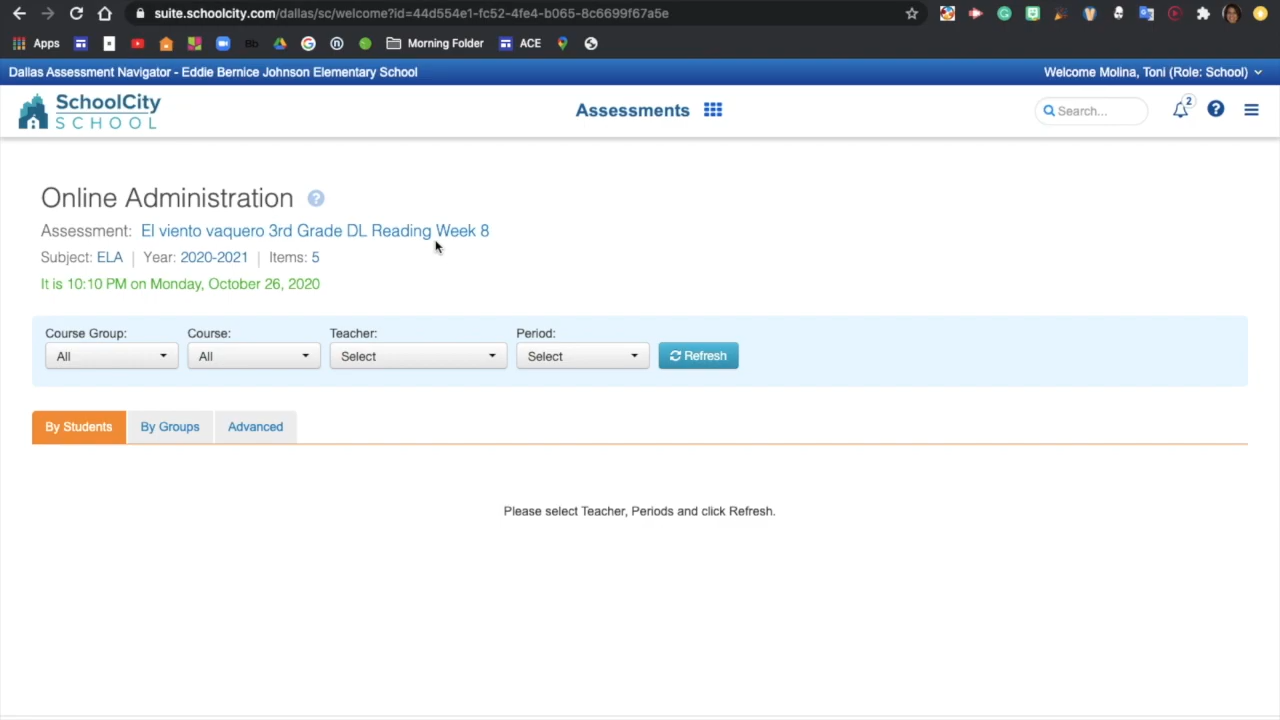 suite.schoolcity.com/dallas/sc/welcome?id=44d554e1-fc52-4fe4-b065-8c6699f67a5e
Apps Bb Morning Folder ACE
Dallas Assessment Navigator - Eddie Bernice Johnson Elementary School Welcome Molina, Toni (Role: School)
SchoolCity
SCHOOL
Assessments Search... 2
Online Administration
Assessment: El viento vaquero 3rd Grade DL Reading Week 8
Subject: ELA | Year: 2020-2021 | Items: 5
It is 10:10 PM on Monday, October 26, 2020
Course Group: Course: Teacher: Period:
All All Select Select Refresh
By Students By Groups Advanced
Please select Teacher, Periods and click Refresh.